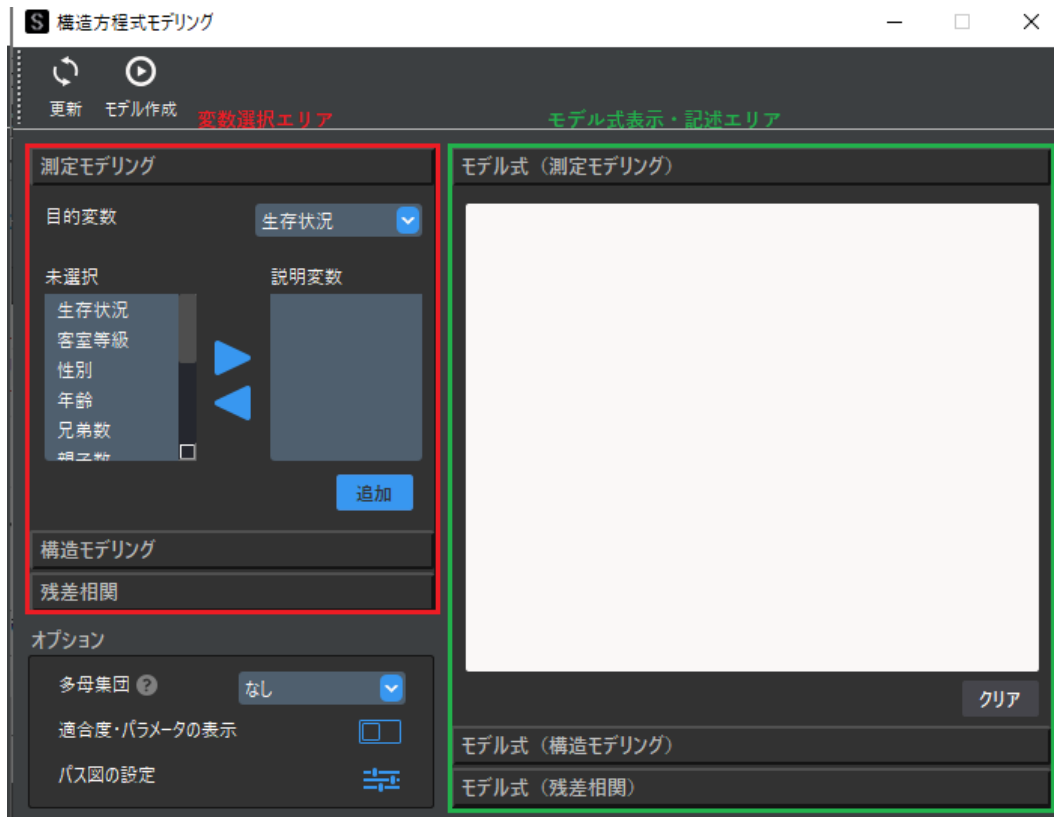 S 構造方程式モデリング
更新 モデル作成
変数選択エリア
モデル式表示・記述エリア
測定モデリング
目的変数 生存状況
未選択 説明変数
生存状況
客室等級
性別
年齢
兄弟数
親子数
追加
構造モデリング
残差相関
オプション
多母集団 ? なし
適合度・パラメータの表示
パス図の設定
モデル式（測定モデリング）
クリア
モデル式（構造モデリング）
モデル式（残差相関）